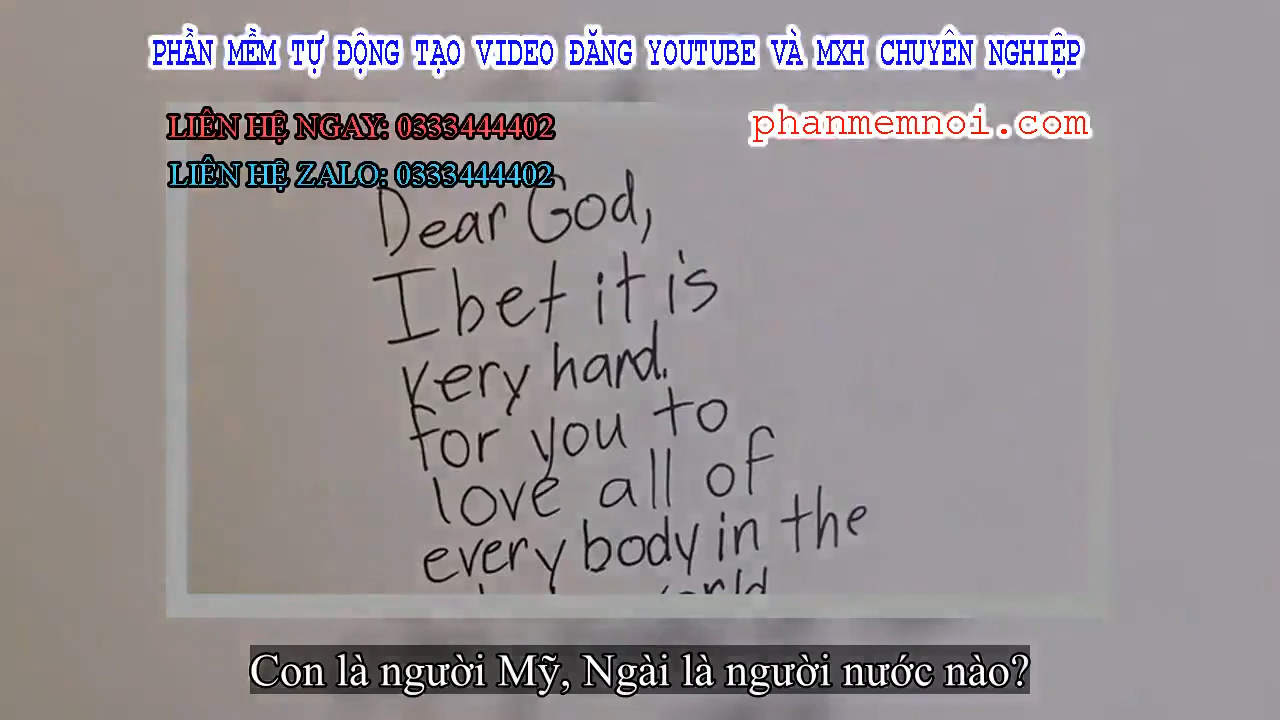 PHẦN MỀM TỰ ĐỘNG TẠO VIDEO ĐĂNG YOUTUBE VÀ MXH CHUYÊN NGHIỆP
LIÊN HỆ NGAY: 0333444402
phanmemnoi.com
LIÊN HỆ ZALO: 0333444402
Dear God,
I bet it is
very hard.
for you to
love all of
every body in the
world
Con là người Mỹ, Ngài là người nước nào?